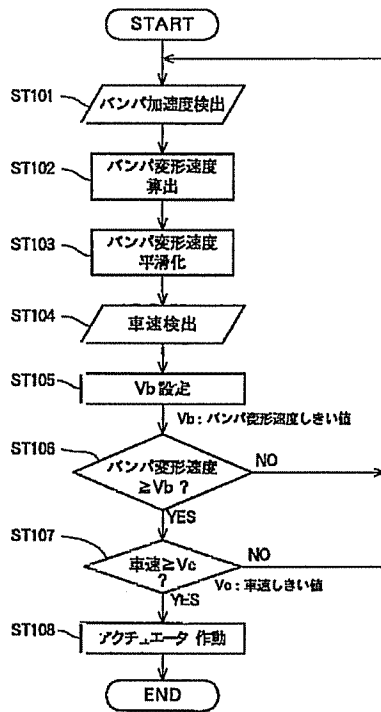 START
ST101
バンパ加速度検出
ST102
バンパ変形速度
算出
ST103
バンパ変形速度
平滑化
ST104
車速検出
ST105
Vb 設定
Vb : バンパ変形速度しきい値
ST106
バンパ変形速度
≧Vb ?
NO
YES
ST107
車速≧Vc
?
NO
Vc : 車速しきい値
YES
ST108
アクチュエータ 作動
END